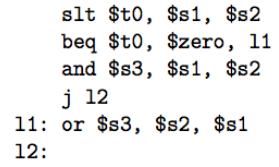 slt $t0, $s1, $s2
beq $t0, $zero, l1
and $s3, $s1, $s2
j l2
l1: or $s3, $s2, $s1
l2: